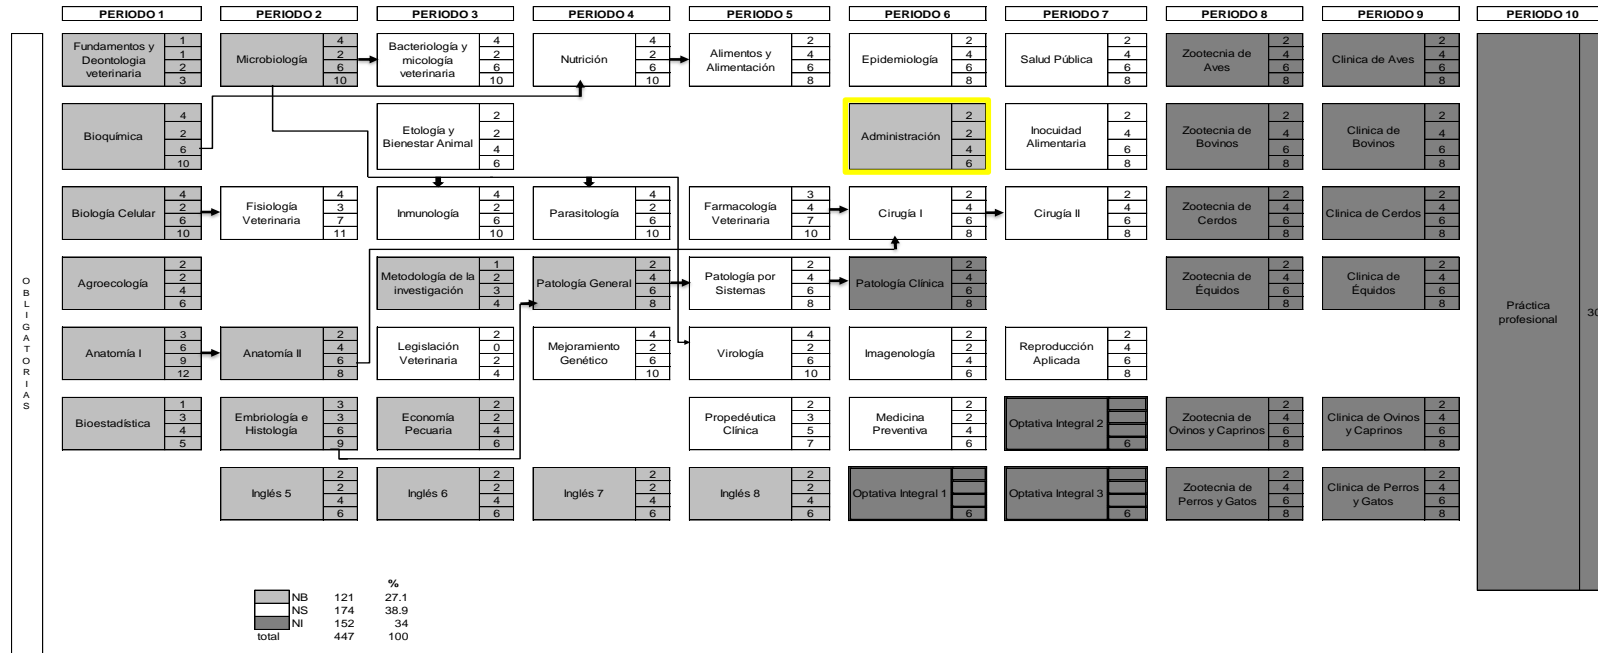 PERIODO 1
PERIODO 2
PERIODO 3
PERIODO 4
PERIODO 5
PERIODO 6
PERIODO 7
PERIODO 8
PERIODO 9
PERIODO 10
OBLIGATORIAS
Fundamentos y
Deontologia
veterinaria
1
1
2
3
Microbiología
4
2
6
10
Bacteriología y
micología
veterinaria
4
2
6
10
Nutrición
4
2
6
10
Alimentos y
Alimentación
2
4
6
8
Epidemiología
2
4
6
8
Salud Pública
2
4
6
8
Zootecnia de
Aves
2
4
6
8
Clinica de Aves
2
4
6
8
Bioquímica
4
2
6
10
Etología y
Bienestar Animal
2
2
4
6
Administración
2
2
4
6
Inocuidad
Alimentaria
2
4
6
8
Zootecnia de
Bovinos
2
4
6
8
Clinica de
Bovinos
2
4
6
8
Biología Celular
4
2
6
10
Fisiología
Veterinaria
4
3
7
11
Inmunología
4
2
6
10
Parasitología
4
2
6
10
Farmacología
Veterinaria
3
4
7
10
Cirugía I
2
4
6
8
Cirugía II
2
4
6
8
Zootecnia de
Cerdos
2
4
6
8
Clinica de Cerdos
2
4
6
8
Agroecología
2
2
4
6
Metodología de la
investigación
1
2
3
4
Patología General
2
4
6
8
Patología por
Sistemas
2
4
6
8
Patología Clínica
2
4
6
8
Zootecnia de
Équidos
2
4
6
8
Clinica de
Équidos
2
4
6
8
Práctica
profesional
30
Anatomía I
3
6
9
12
Anatomía II
2
4
6
8
Legislación
Veterinaria
2
0
2
4
Mejoramiento
Genético
4
2
6
10
Virología
4
2
6
10
Imagenología
2
2
4
6
Reproducción
Aplicada
2
4
6
8
Bioestadística
1
3
4
5
Embriología e
Histología
3
3
6
9
Economía
Pecuaria
2
2
4
6
Propedéutica
Clínica
2
3
5
7
Medicina
Preventiva
2
2
4
6
Optativa Integral 2
6
Zootecnia de
Ovinos y Caprinos
2
4
6
8
Clinica de Ovinos
y Caprinos
2
4
6
8
Inglés 5
2
2
4
6
Inglés 6
2
2
4
6
Inglés 7
2
2
4
6
Inglés 8
2
2
4
6
Optativa Integral 1
6
Optativa Integral 3
6
Zootecnia de
Perros y Gatos
2
4
6
8
Clinica de Perros
y Gatos
2
4
6
8
%
NB 121 27.1
NS 174 38.9
NI 152 34
total 447 100